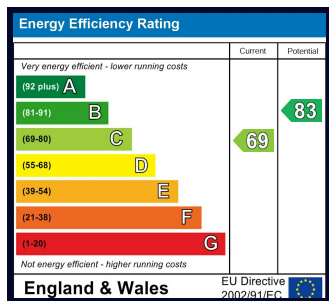 Energy Efficiency Rating
Current Potential
Very energy efficient - lower running costs
(92 plus) A
(81-91) B
83
(69-80) C
69
(55-68) D
(39-54) E
(21-38) F
(1-20) G
Not energy efficient - higher running costs
England & Wales
EU Directive
2002/91/EC